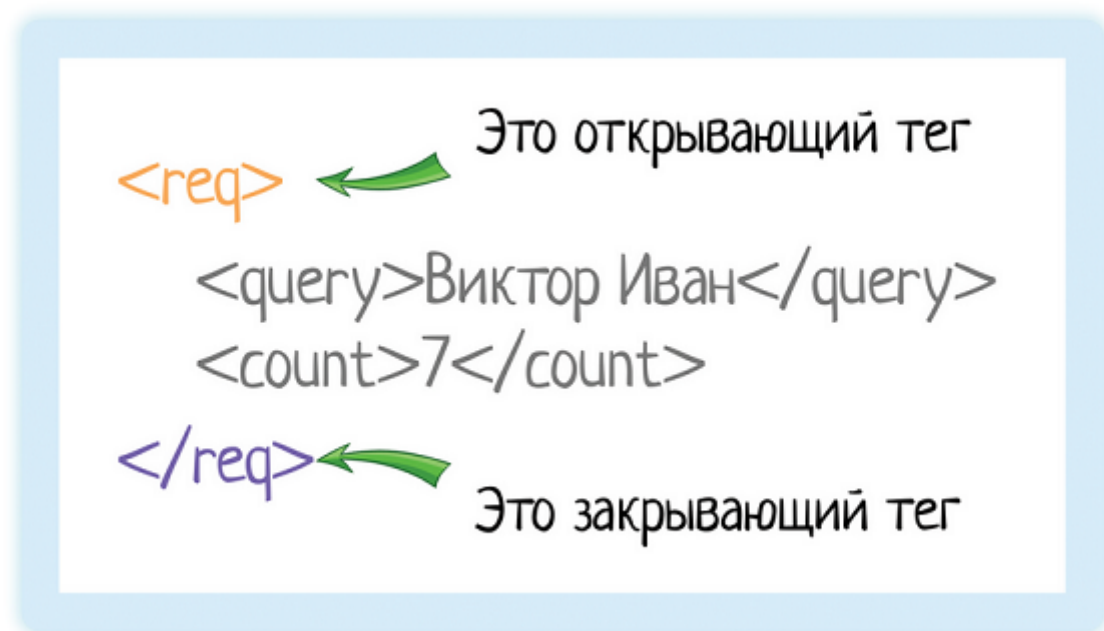 Это открывающий тег
<req>
<query>Виктор Иван</query>
<count>7</count>
</req>
Это закрывающий тег